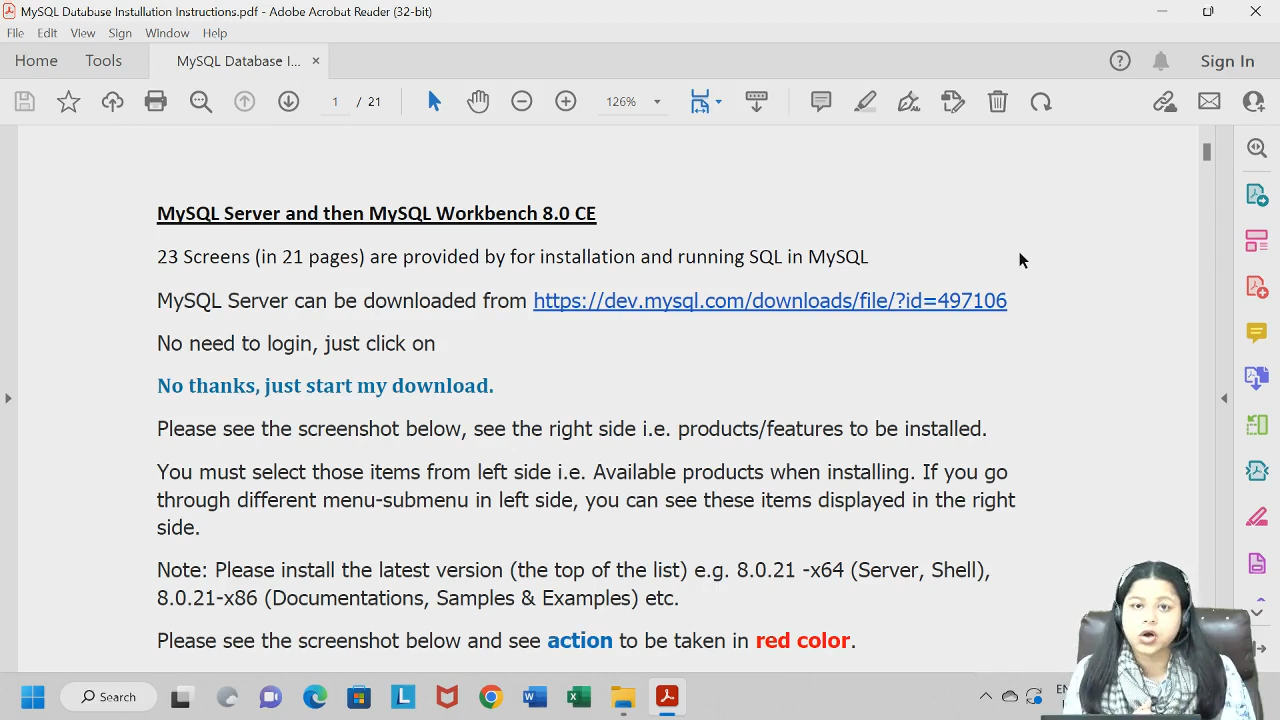 MySQL Database Installation Instructions.pdf - Adobe Acrobat Reader (32-bit)
File Edit View Sign Window Help
Home Tools MySQL Database I... × Sign In
1 / 21 126%
MySQL Server and then MySQL Workbench 8.0 CE
23 Screens (in 21 pages) are provided by for installation and running SQL in MySQL
MySQL Server can be downloaded from https://dev.mysql.com/downloads/file/?id=497106
No need to login, just click on
No thanks, just start my download.
Please see the screenshot below, see the right side i.e. products/features to be installed.
You must select those items from left side i.e. Available products when installing. If you go
through different menu-submenu in left side, you can see these items displayed in the right
side.
Note: Please install the latest version (the top of the list) e.g. 8.0.21 -x64 (Server, Shell),
8.0.21-x86 (Documentations, Samples & Examples) etc.
Please see the screenshot below and see action to be taken in red color.
Search